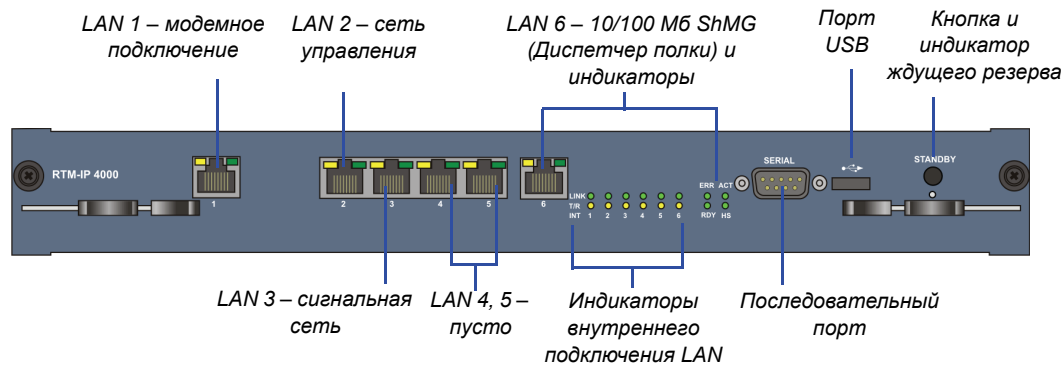 LAN 1 – модемное
подключение
LAN 2 – сеть
управления
LAN 6 – 10/100 Мб ShMG
(Диспетчер полки) и
индикаторы
Порт
USB
Кнопка и
индикатор
ждущего резерва
RTM-IP 4000
1
2
3
4
5
6
LINK
T/R
INT 1 2 3 4 5 6
ERR ACT
RDY HS
SERIAL
STANDBY
LAN 3 – сигнальная
сеть
LAN 4, 5 –
пусто
Индикаторы
внутреннего
подключения LAN
Последовательный
порт